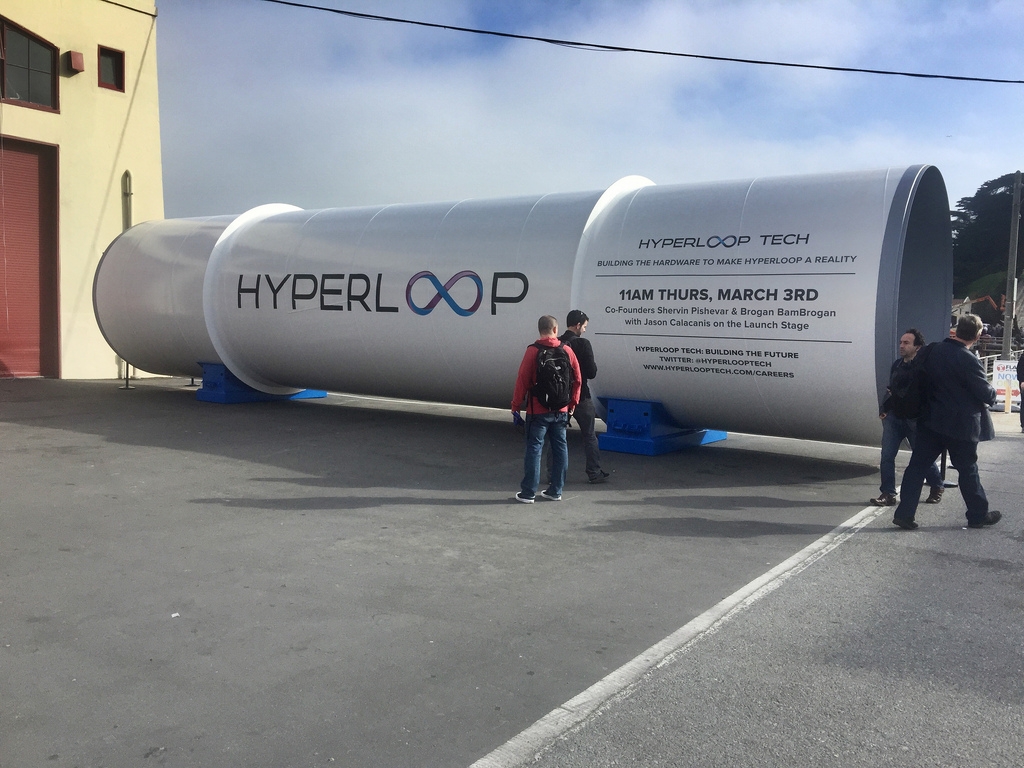 HYPERLOOP
HYPERLOOP TECH
BUILDING THE HARDWARE TO MAKE HYPERLOOP A REALITY
11AM THURS, MARCH 3RD
Co-Founders Shervin Pishevar & Brogan BamBrogan
with Jason Calacanis on the Launch Stage
HYPERLOOP TECH: BUILDING THE FUTURE
TWITTER: @HYPERLOOPTECH
WWW.HYPERLOOPTECH.COM/CAREERS
NOW